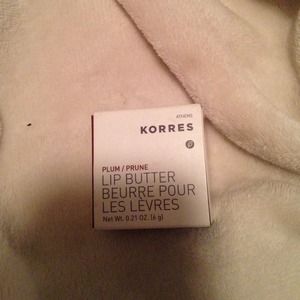 ATHENS
KORRES
PLUM / PRUNE
LIP BUTTER
BEURRE POUR
LES LÈVRES
Net Wt. 0.21 OZ. (6 g)